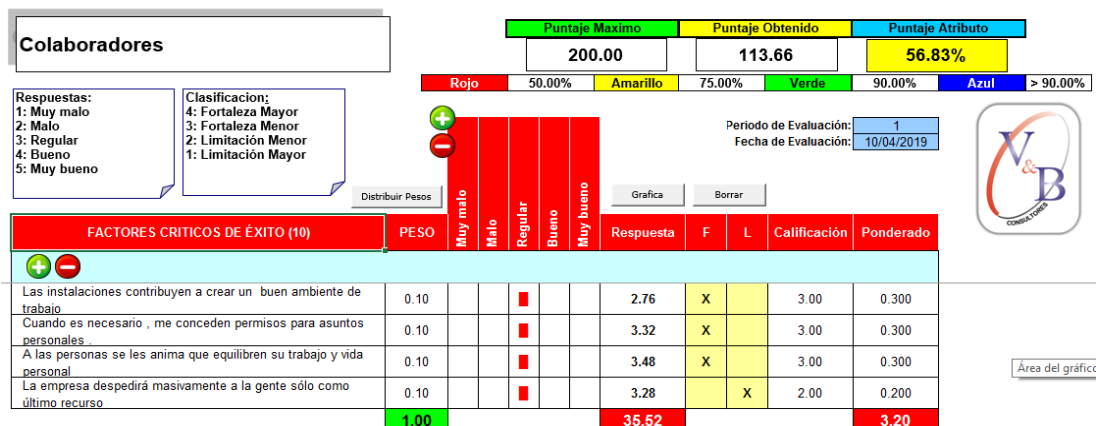 Colaboradores
Puntaje Maximo Puntaje Obtenido Puntaje Atributo
200.00 113.66 56.83%
Rojo 50.00% Amarillo 75.00% Verde 90.00% Azul > 90.00%
Respuestas:
1: Muy malo
2: Malo
3: Regular
4: Bueno
5: Muy bueno
Clasificacion:
4: Fortaleza Mayor
3: Fortaleza Menor
2: Limitación Menor
1: Limitación Mayor
Periodo de Evaluación: 1
Fecha de Evaluación: 10/04/2019
V&B
CONSULTORES
Distribuir Pesos
Grafica
Borrar
FACTORES CRITICOS DE ÉXITO (10) PESO Muy malo Malo Regular Bueno Muy bueno Respuesta F L Calificación Ponderado
Las instalaciones contribuyen a crear un buen ambiente de
trabajo
0.10 2.76 X 3.00 0.300
Cuando es necesario , me conceden permisos para asuntos
personales .
0.10 3.32 X 3.00 0.300
A las personas se les anima que equilibren su trabajo y vida
personal
0.10 3.48 X 3.00 0.300
La empresa despedirá masivamente a la gente sólo como
último recurso
0.10 3.28 X 2.00 0.200
1.00 35.52 3.20
Área del gráfico